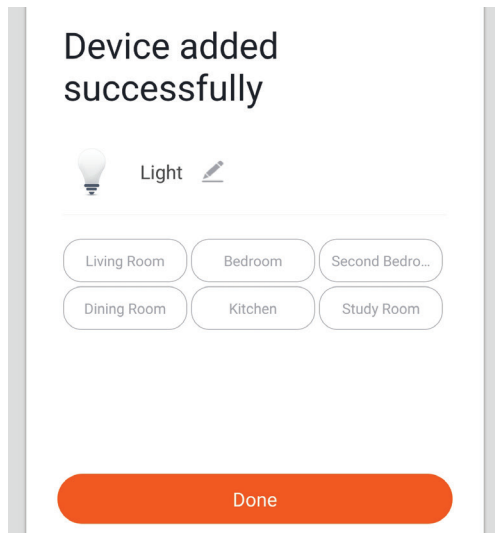 Device added
successfully
Light
Living Room Bedroom Second Bedro...
Dining Room Kitchen Study Room
Done